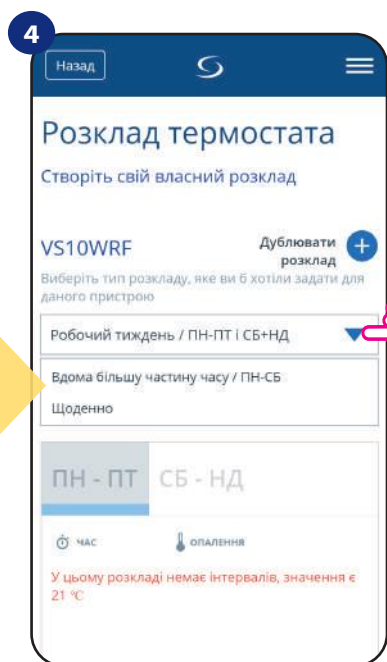 4
Назад
Розклад термостата
Створіть свій власний розклад
VS10WRF
Дублювати
розклад
Виберіть тип розкладу, яке ви б хотіли задати для
даного пристрою
Робочий тиждень / ПН-ПТ і СБ+НД
Вдома більшу частину часу / ПН-СБ
Щоденно
ПН - ПТ СБ - НД
ЧАС ОПАЛЕННЯ
У цьому розкладі немає інтервалів, значення є
21 °C